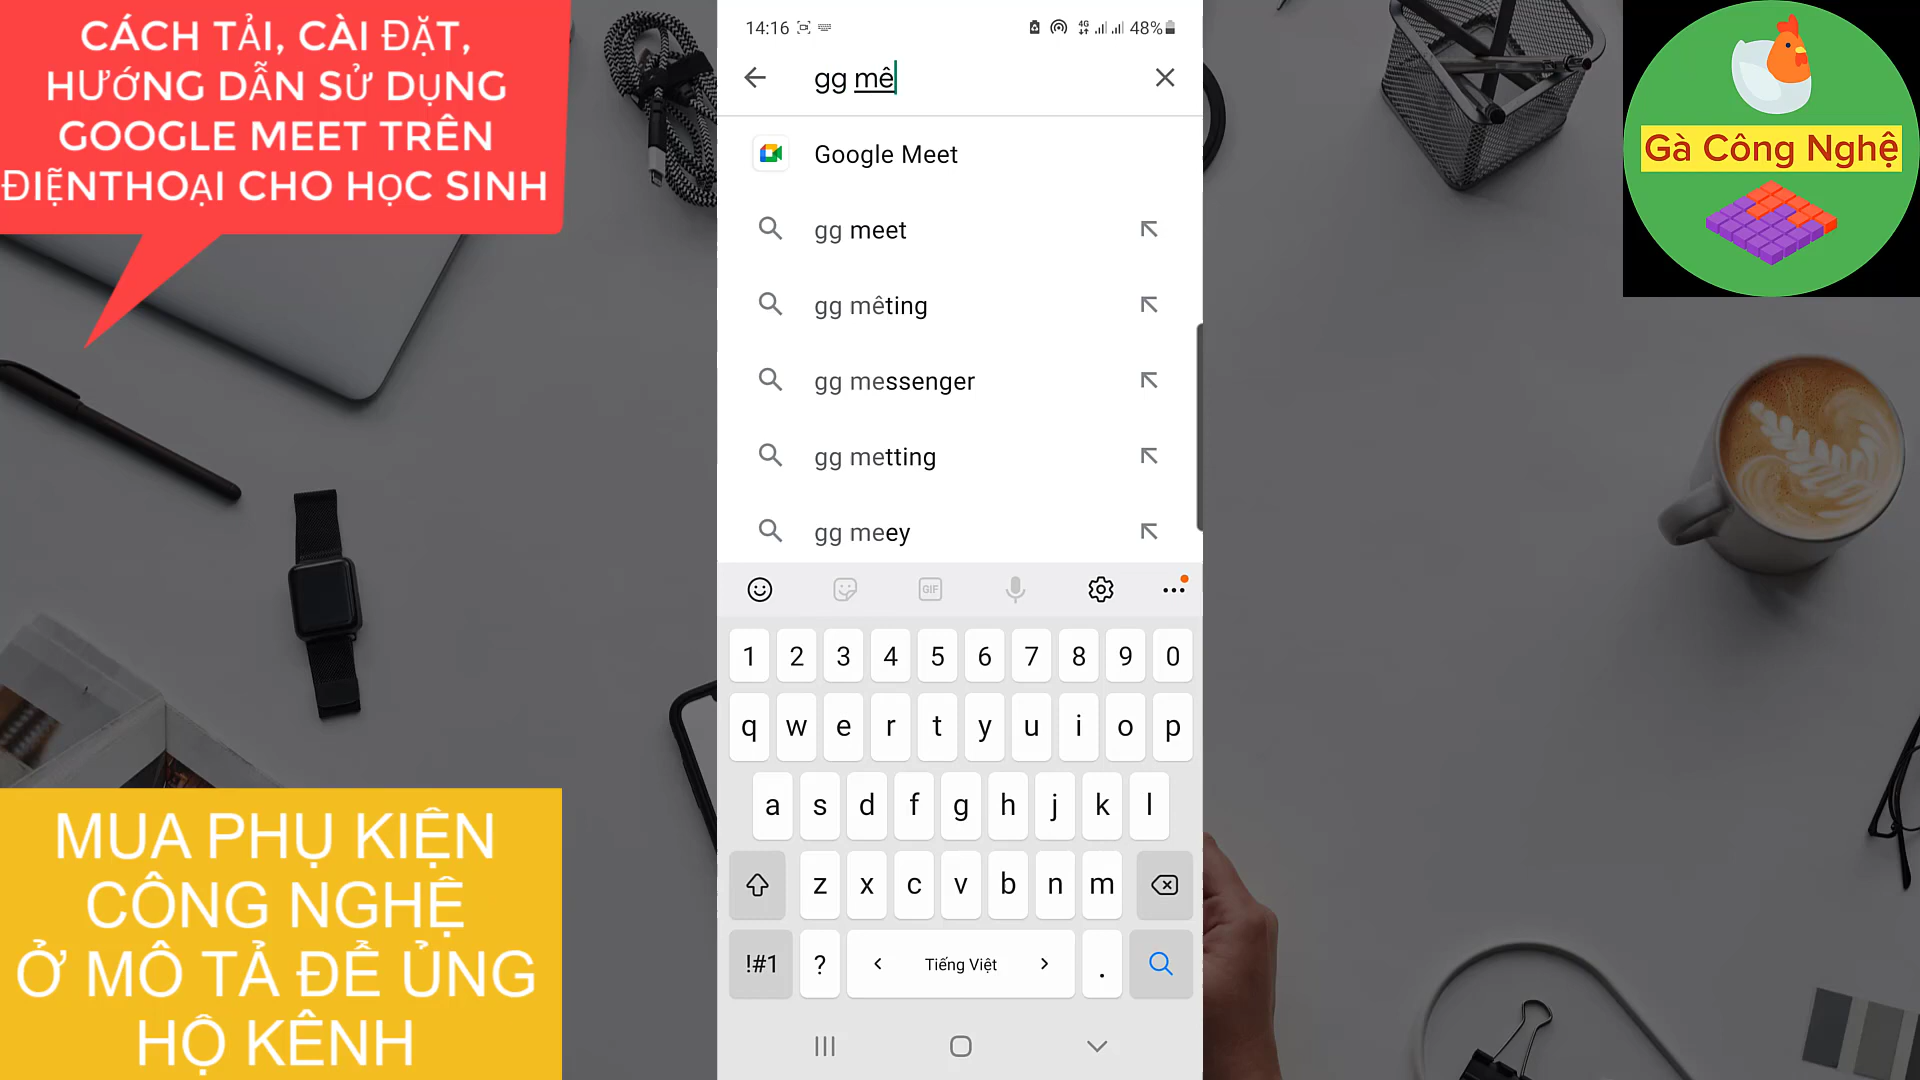 CÁCH TẢI, CÀI ĐẶT,
HƯỚNG DẪN SỬ DỤNG
GOOGLE MEET TRÊN
ĐIỆNTHOẠI CHO HỌC SINH
14:16
4G
48%
gg mê
Google Meet
gg meet
gg mêting
gg messenger
gg metting
gg meey
GIF
1 2 3 4 5 6 7 8 9 0
q w e r t y u i o p
a s d f g h j k l
z x c v b n m
!#1 ? < Tiếng Việt > .
Gà Công Nghệ
MUA PHỤ KIỆN
CÔNG NGHỆ
Ở MÔ TẢ ĐỂ ỦNG
HỘ KÊNH